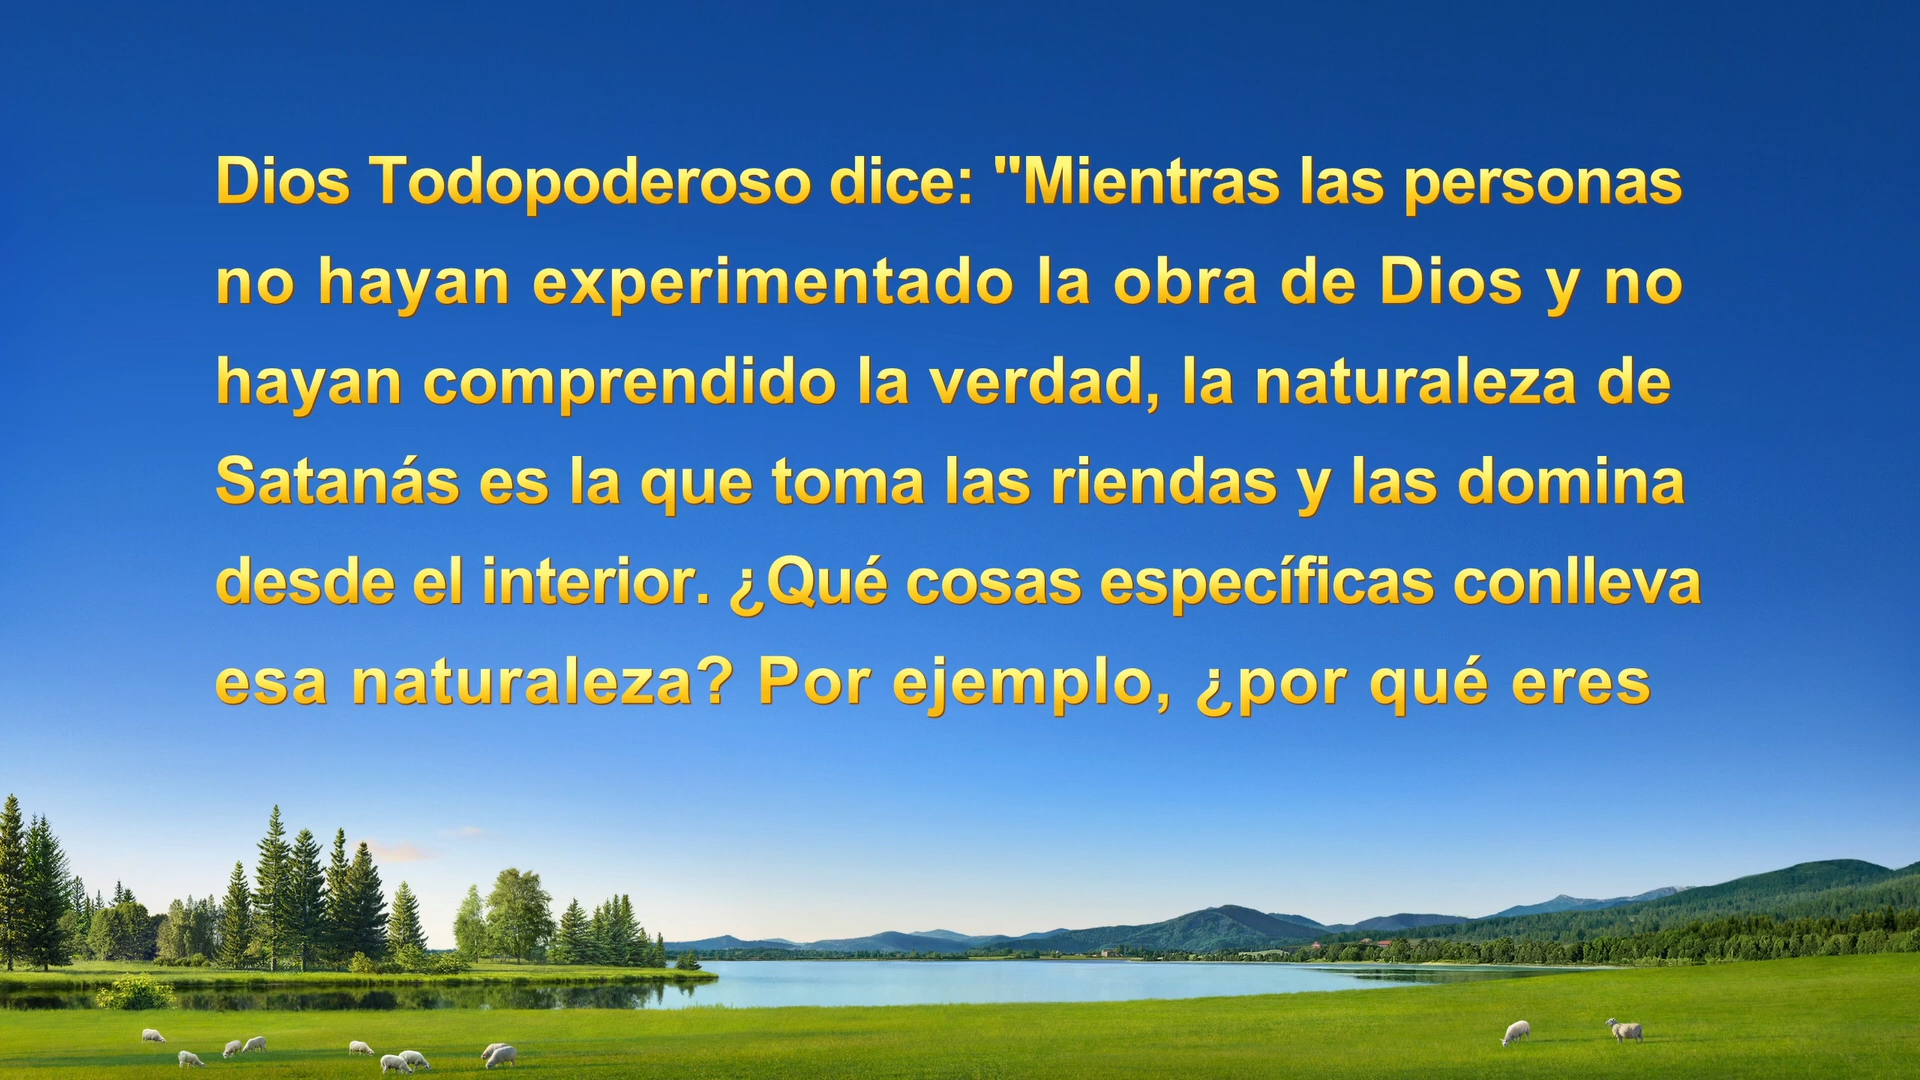 Dios Todopoderoso dice: "Mientras las personas
no hayan experimentado la obra de Dios y no
hayan comprendido la verdad, la naturaleza de
Satanás es la que toma las riendas y las domina
desde el interior. ¿Qué cosas específicas conlleva
esa naturaleza? Por ejemplo, ¿por qué eres